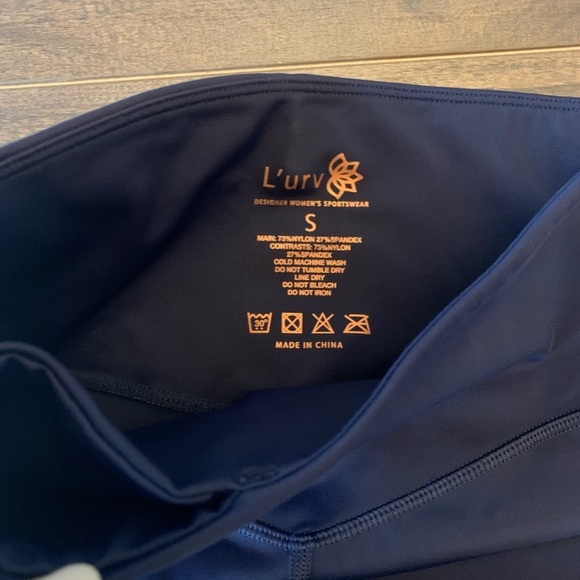 L'urv
DESIGNER WOMEN'S SPORTSWEAR
S
MAIN: 73%NYLON 27%SPANDEX
CONTRASTS: 73%NYLON
27%SPANDEX
COLD MACHINE WASH
DO NOT TUMBLE DRY
LINE DRY
DO NOT BLEACH
DO NOT IRON
30°
MADE IN CHINA